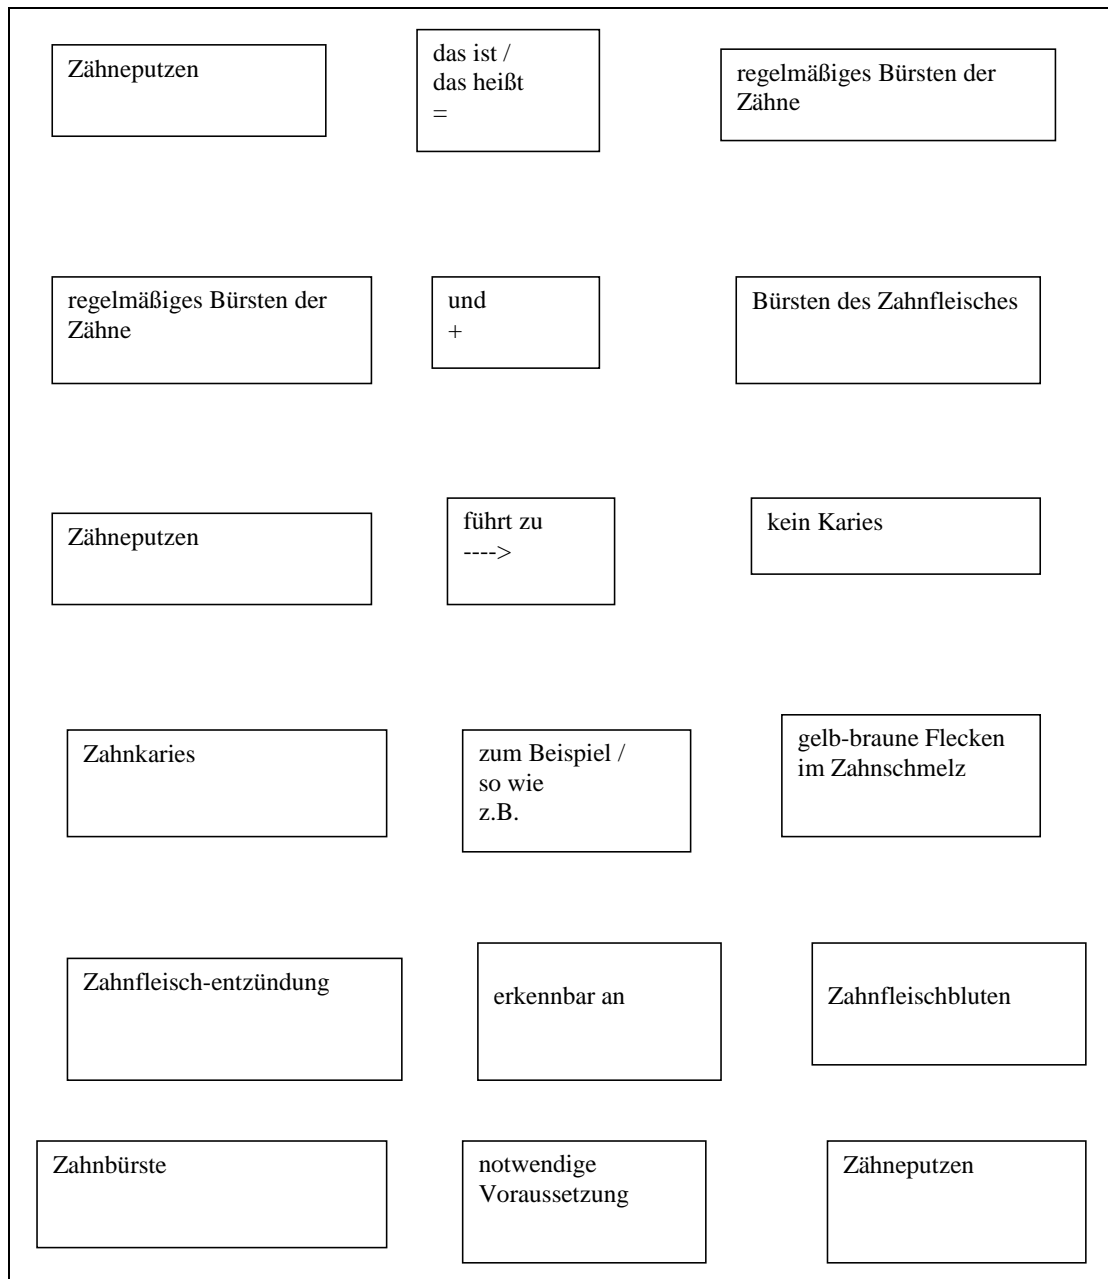 Zähneputzen
das ist /
das heißt
=
regelmäßiges Bürsten der
Zähne
regelmäßiges Bürsten der
Zähne
und
+
Bürsten des Zahnfleisches
Zähneputzen
führt zu
---->
kein Karies
Zahnkaries
zum Beispiel /
so wie
z.B.
gelb-braune Flecken
im Zahnschmelz
Zahnfleisch-entzündung
erkennbar an
Zahnfleischbluten
Zahnbürste
notwendige
Voraussetzung
Zähneputzen